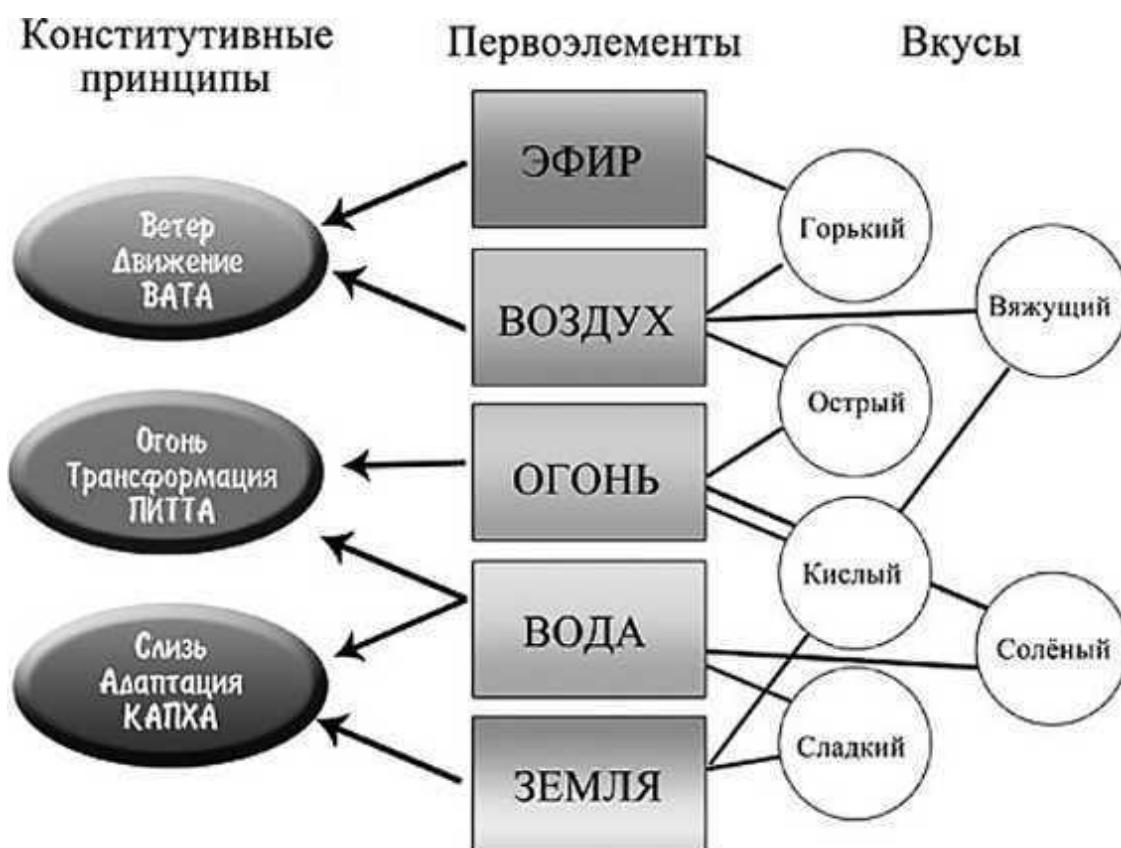 Конститутивные
принципы
Первоэлементы
Вкусы
Ветер
Движение
ВАТА
Огонь
Трансформация
ПИТТА
Слизь
Адаптация
КАПХА
ЭФИР
ВОЗДУХ
ОГОНЬ
ВОДА
ЗЕМЛЯ
Горький
Вяжущий
Острый
Кислый
Солёный
Сладкий